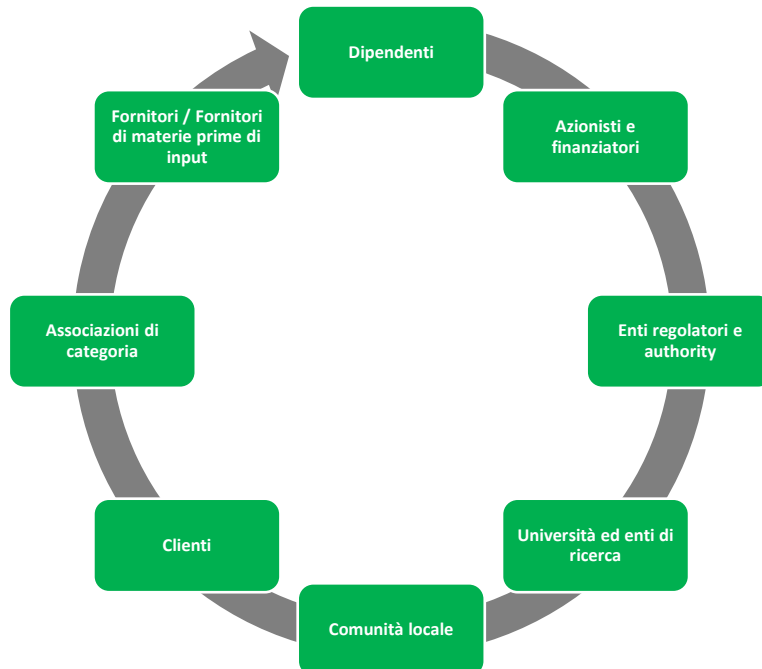 Dipendenti
Azionisti e
finanziatori
Enti regolatori e
authority
Università ed enti di
ricerca
Comunità locale
Clienti
Associazioni di
categoria
Fornitori / Fornitori
di materie prime di
input